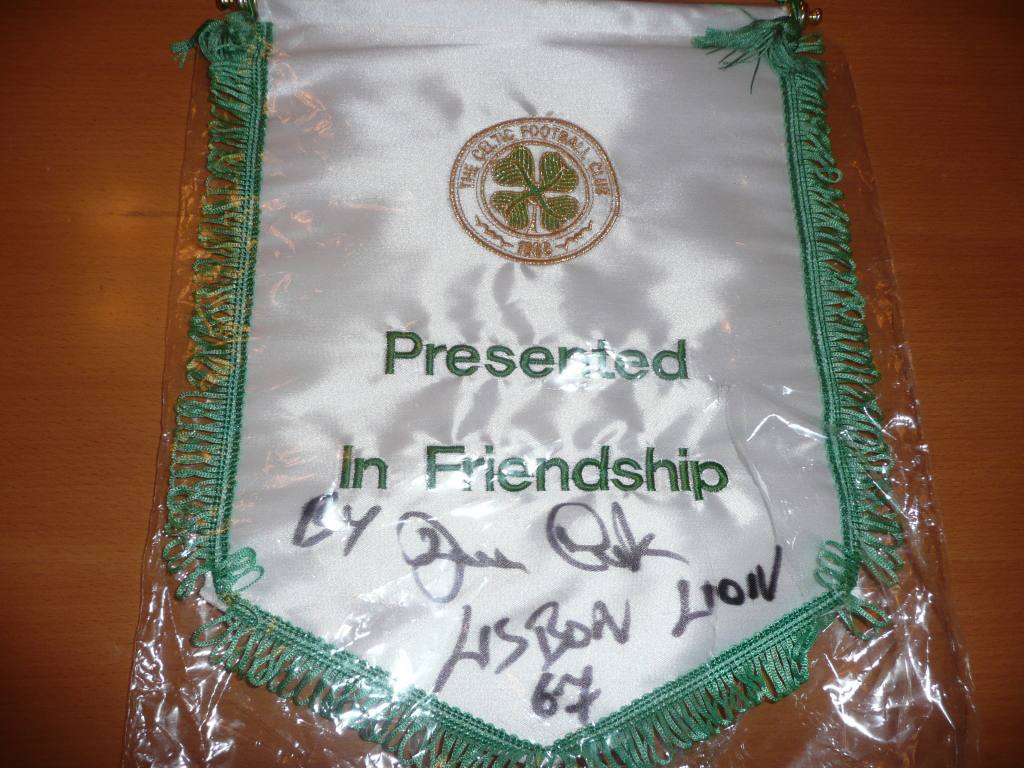 THE CELTIC FOOTBALL CLUB
1888
Presented
In Friendship
BY
LISBON LION
67